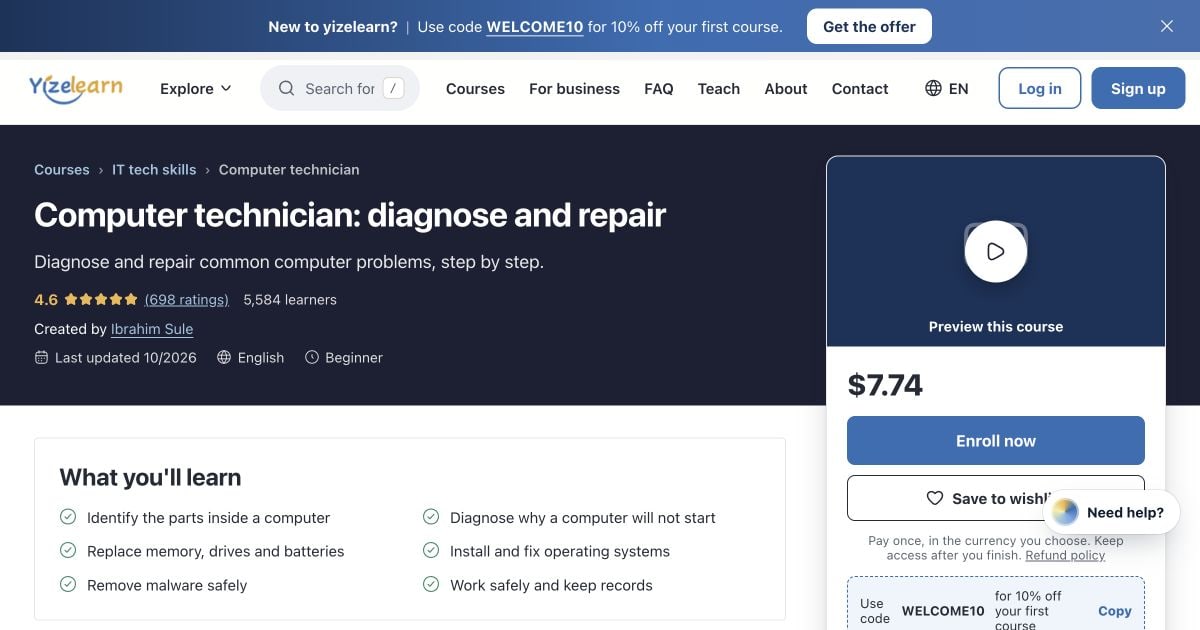 New to yizelearn? | Use code WELCOME10 for 10% off your first course. Get the offer
Yizelearn Explore Search for / Courses For business FAQ Teach About Contact EN Log in Sign up
Courses › IT tech skills › Computer technician
Computer technician: diagnose and repair
Diagnose and repair common computer problems, step by step.
4.6 (698 ratings) 5,584 learners
Created by Ibrahim Sule
Last updated 10/2026 English Beginner
Preview this course
$7.74
Enroll now
Save to wishl
Need help?
Pay once, in the currency you choose. Keep
access after you finish. Refund policy
Use
code
WELCOME10
for 10% off
your first
course
Copy
What you'll learn
Identify the parts inside a computer
Diagnose why a computer will not start
Replace memory, drives and batteries
Install and fix operating systems
Remove malware safely
Work safely and keep records